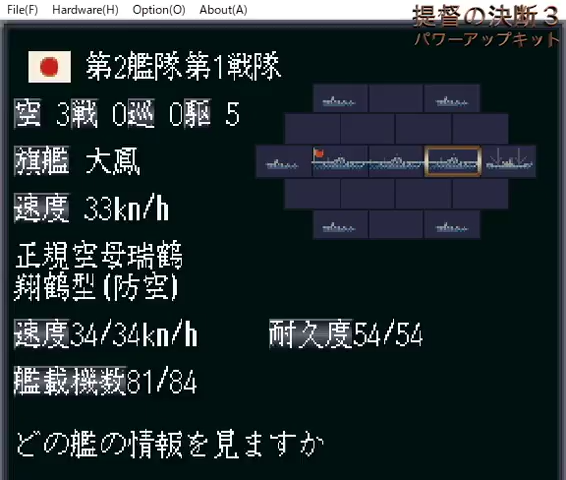 File(F) Hardware(H) Option(O) About(A)
提督の決断３
パワーアップキット
第2艦隊第1戦隊
空 3戦 0巡 0駆 5
旗艦 大鳳
速度 33kn/h
正規空母瑞鶴
翔鶴型(防空)
速度34/34kn/h 耐久度54/54
艦載機数81/84
どの艦の情報を見ますか